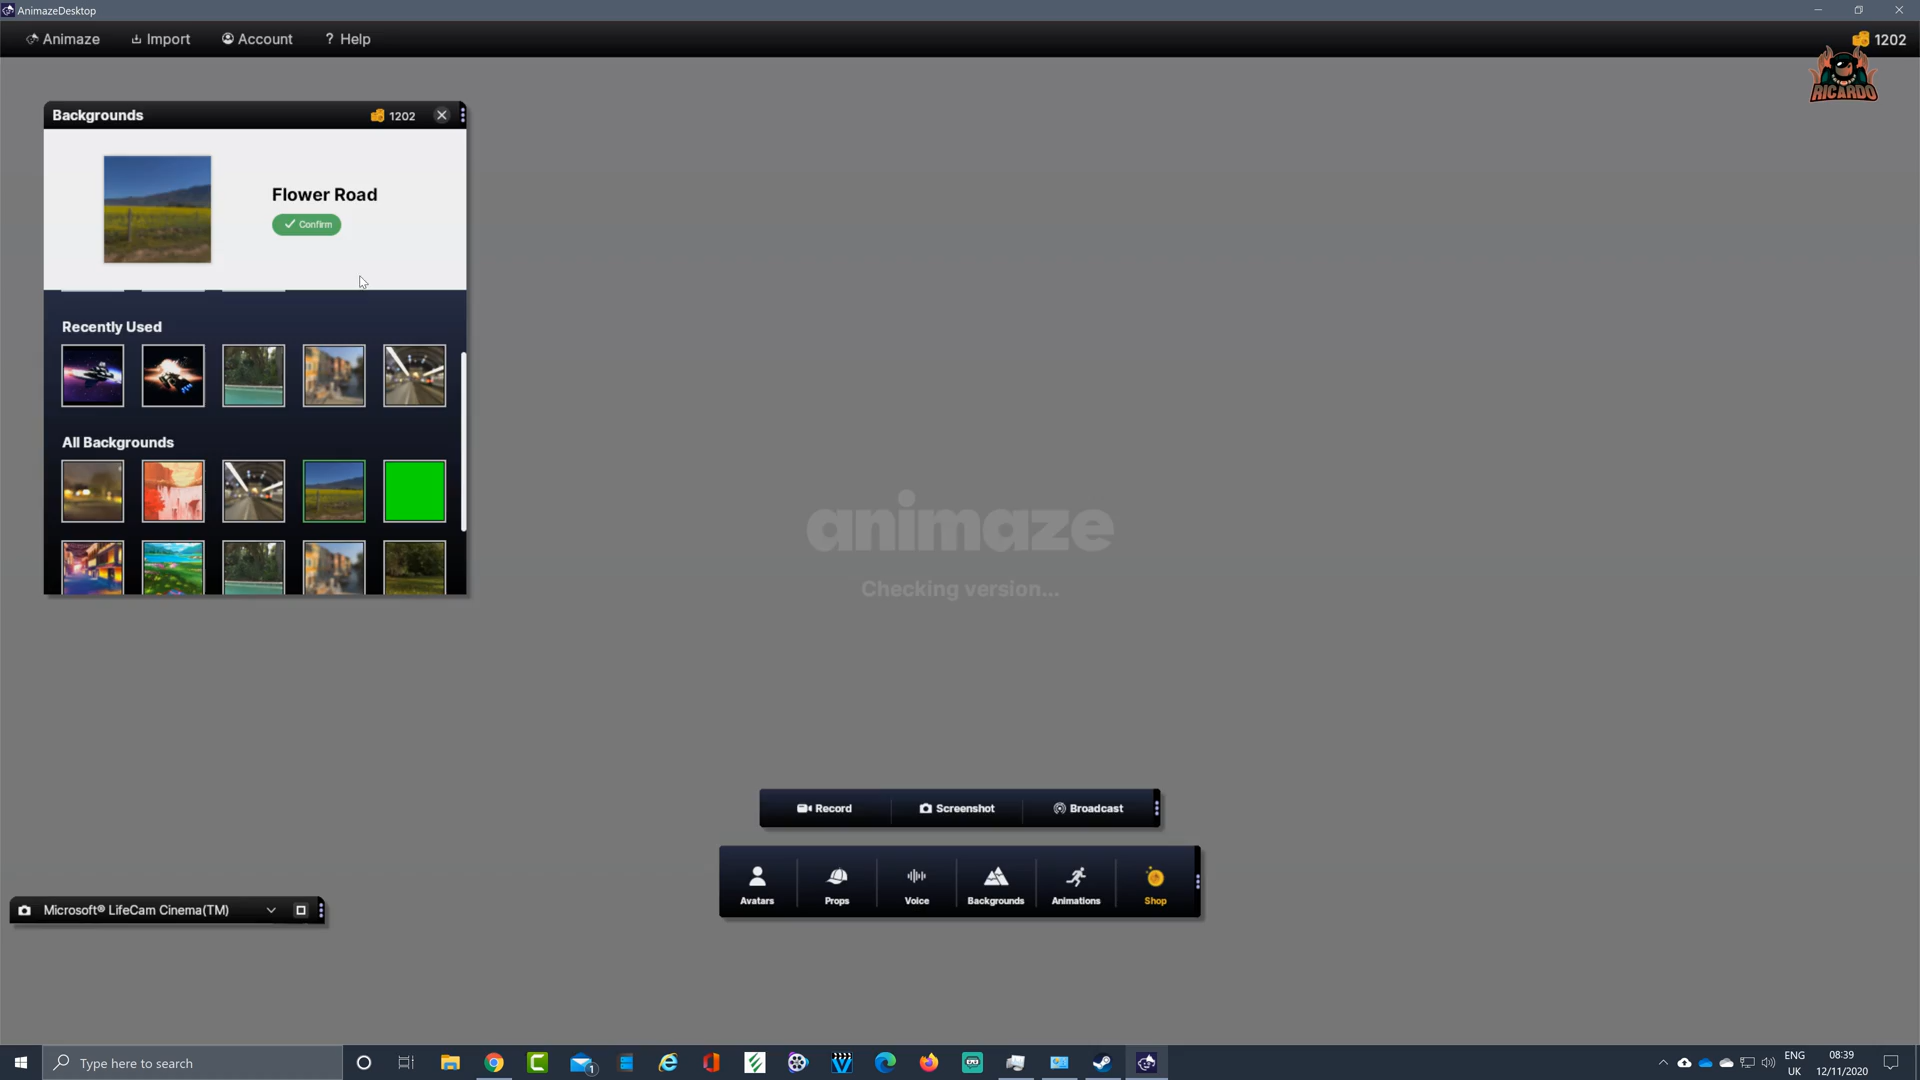 AnimazeDesktop
Animaze Import Account ? Help 1202
RICARDO
Backgrounds 1202
Flower Road
Confirm
Recently Used
All Backgrounds
animaze
Checking version...
Record Screenshot Broadcast
Avatars Props Voice Backgrounds Animations Shop
Microsoft® LifeCam Cinema(TM)
Type here to search 1 ENG 08:39
UK 12/11/2020